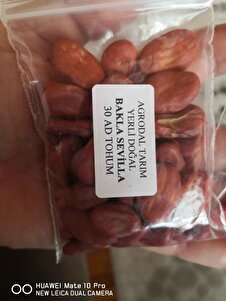 AGRODAL TARIM
YERLİ DOĞAL
BAKLA SEVİLLA
30 AD TOHUM
HUAWEI Mate 10 Pro
NEW LEICA DUAL CAMERA